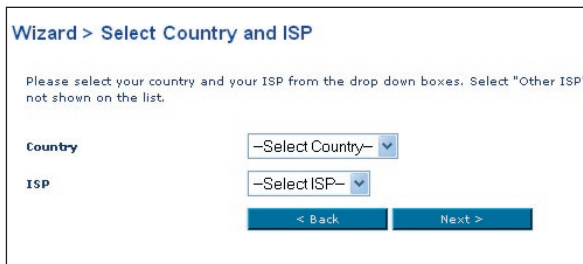 Wizard > Select Country and ISP
Please select your country and your ISP from the drop down boxes. Select "Other ISP"
not shown on the list.
Country –Select Country–
ISP –Select ISP–
< Back Next >